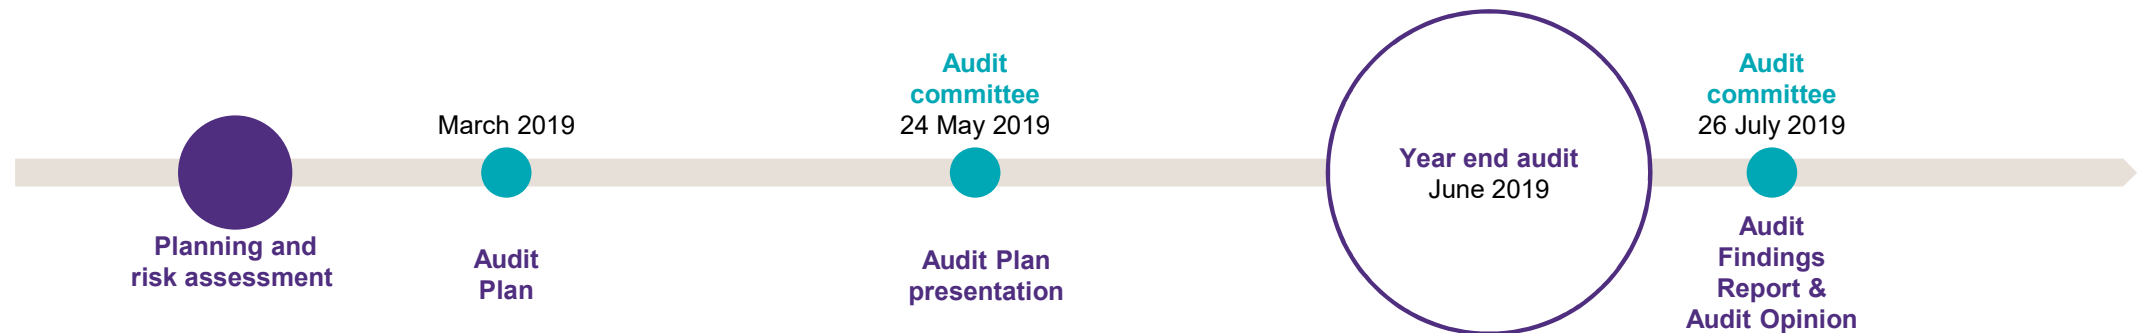 Planning and
risk assessment
March 2019
Audit
Plan
Audit
committee
24 May 2019
Audit Plan
presentation
Year end audit
June 2019
Audit
committee
26 July 2019
Audit
Findings
Report &
Audit Opinion